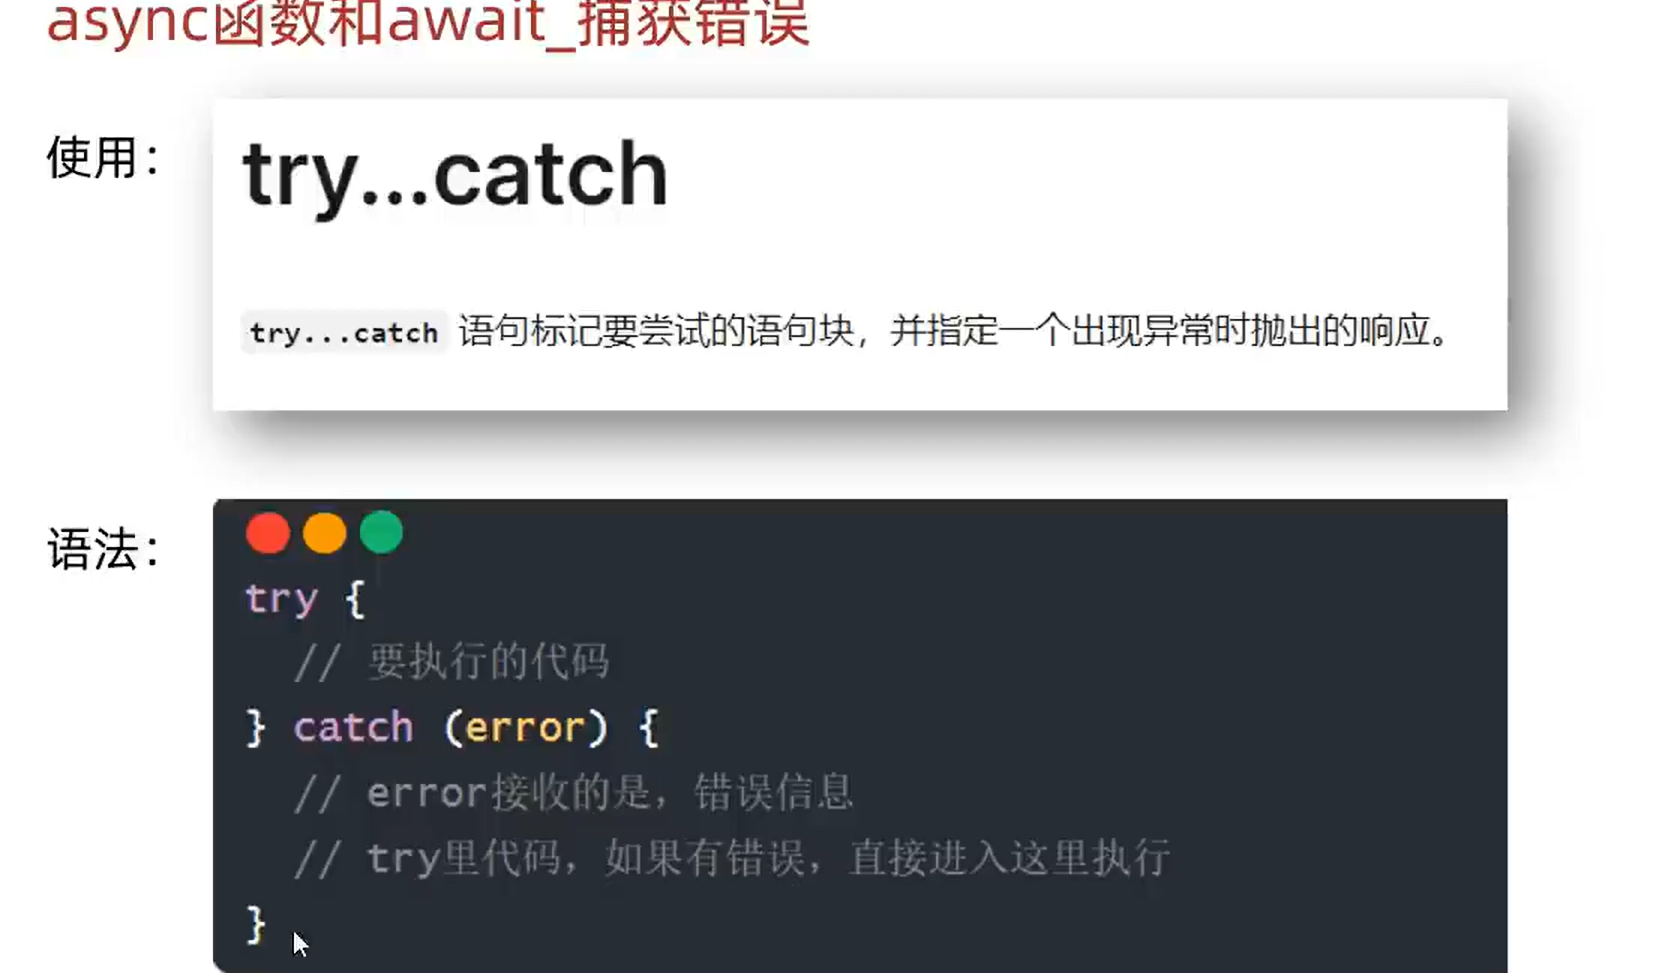 async函数和await_捕获错误
使用：
try...catch
try...catch 语句标记要尝试的语句块，并指定一个出现异常时抛出的响应。
语法：
try {
// 要执行的代码
} catch (error) {
// error接收的是，错误信息
// try里代码，如果有错误，直接进入这里执行
}